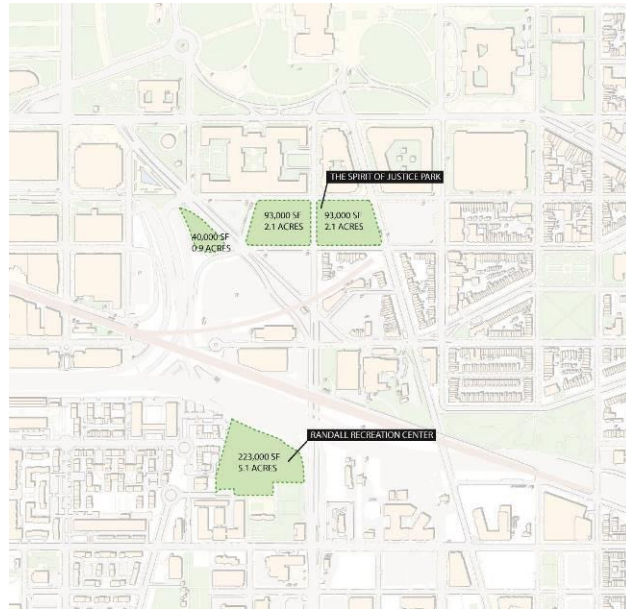 THE SPIRIT OF JUSTICE PARK
93,000 SF
2.1 ACRES
93,000 SF
2.1 ACRES
40,000 SF
0.9 ACRES
RANDALL RECREATION CENTER
223,000 SF
5.1 ACRES